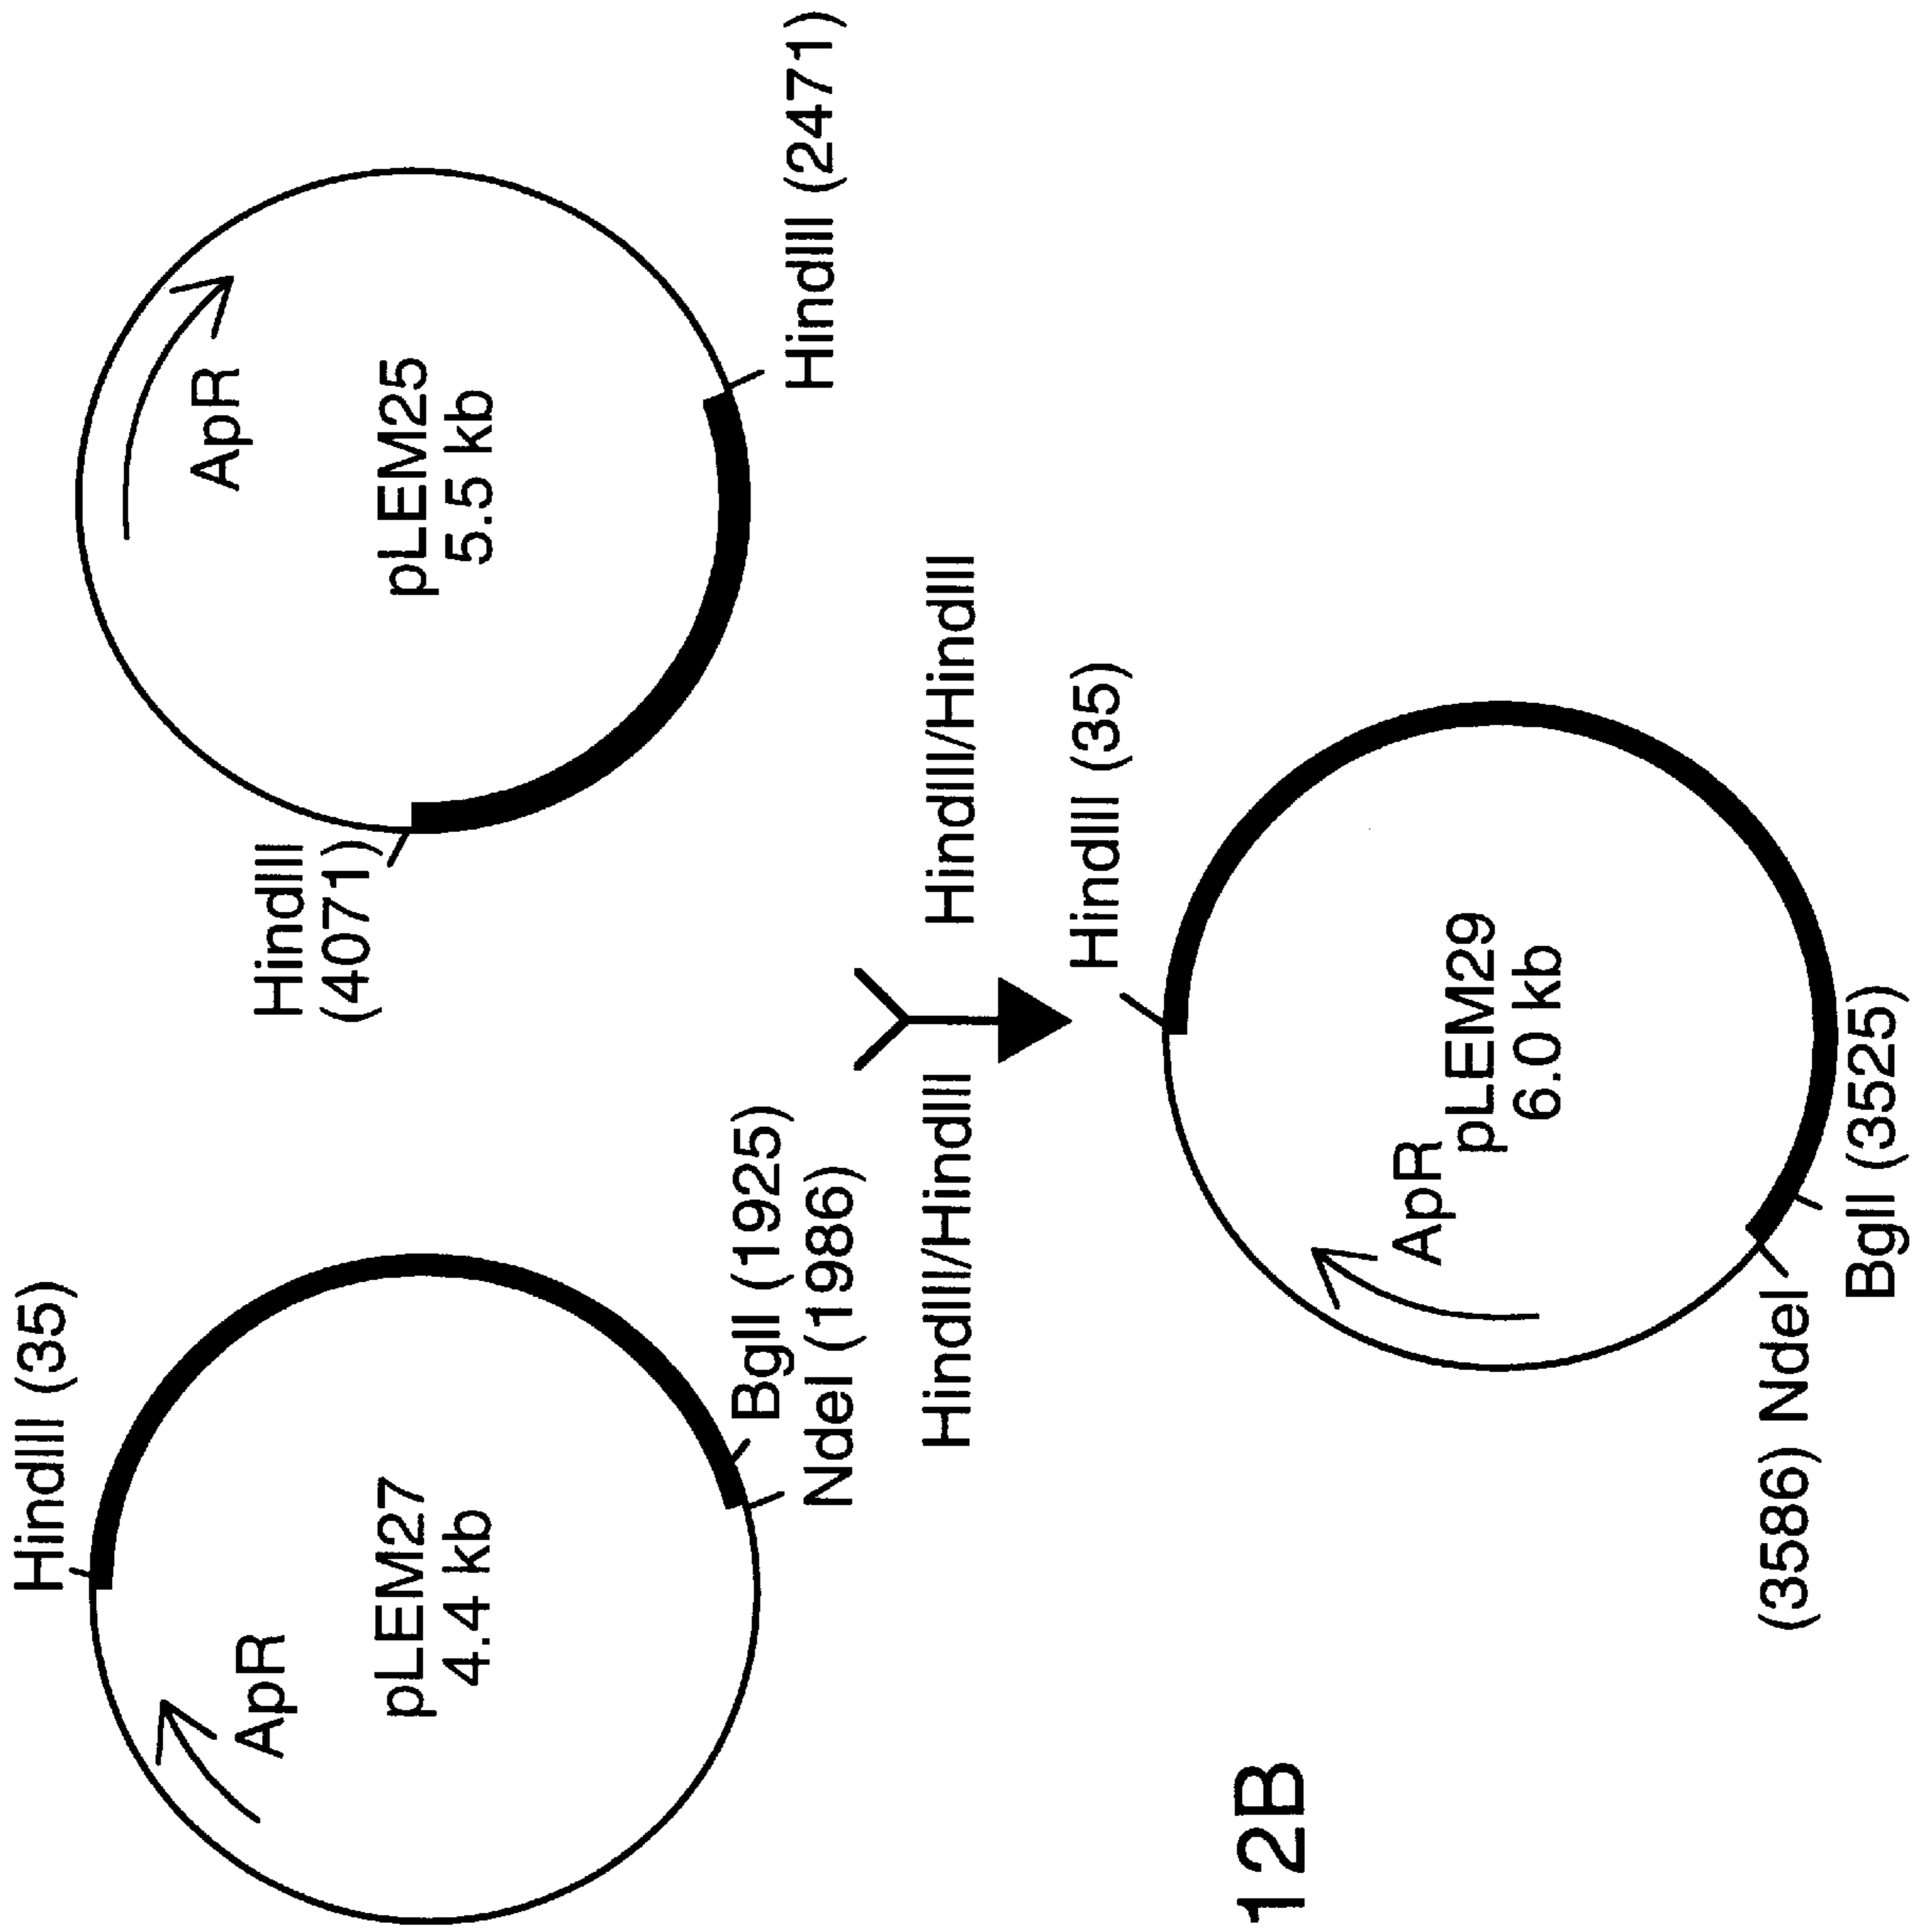 HindIII (35)
ApR
pLEM27
4.4 kb
BglI (1925)
NdeI (1986)
HindIII
(4071)
ApR
pLEM25
5.5 kb
HindIII (2471)
HindIII/HindIII
HindIII/HindIII
HindIII (35)
ApR
pLEM29
6.0 kb
(3586) NdeI
BglI (3525)
12B